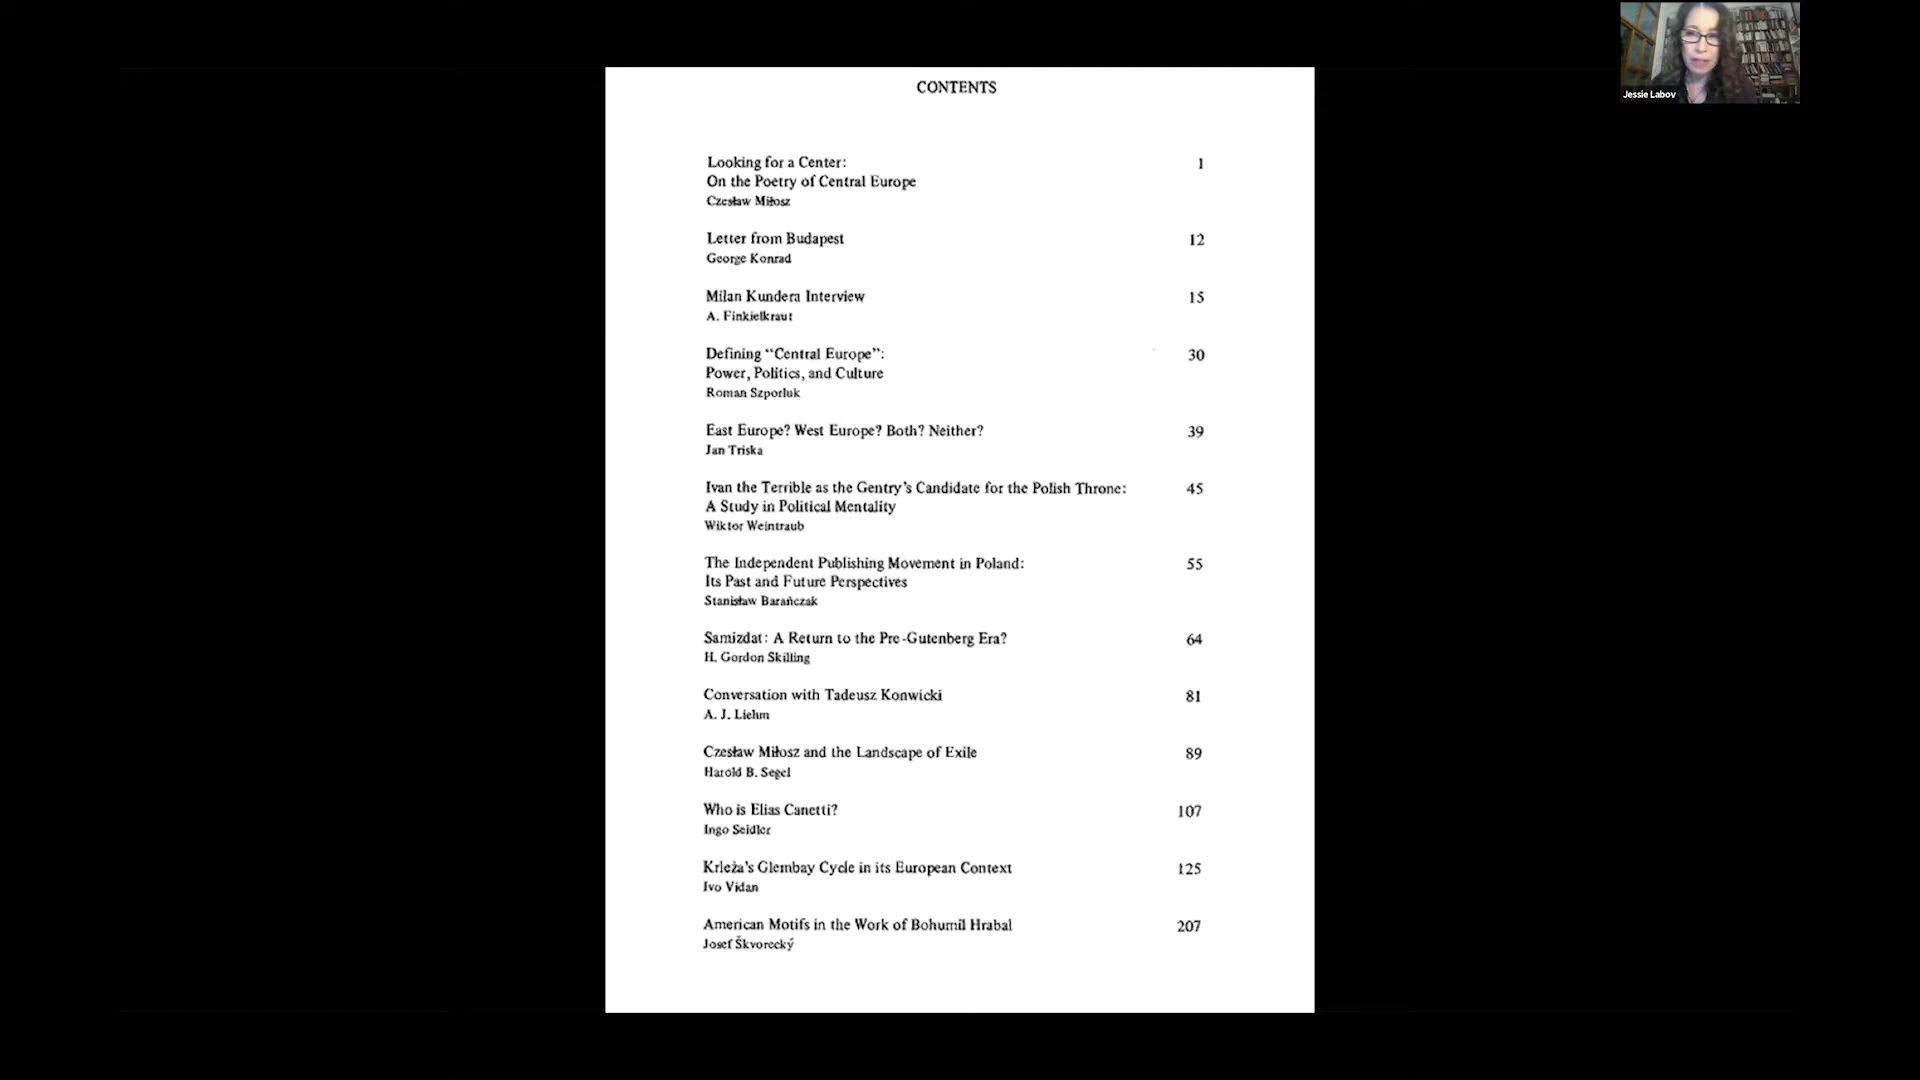 Jessie Labov
CONTENTS
Looking for a Center: 1
On the Poetry of Central Europe
Czesław Miłosz
Letter from Budapest 12
George Konrad
Milan Kundera Interview 15
A. Finkielkraut
Defining "Central Europe": 30
Power, Politics, and Culture
Roman Szporluk
East Europe? West Europe? Both? Neither? 39
Jan Triska
Ivan the Terrible as the Gentry's Candidate for the Polish Throne: 45
A Study in Political Mentality
Wiktor Weintraub
The Independent Publishing Movement in Poland: 55
Its Past and Future Perspectives
Stanisław Barańczak
Samizdat: A Return to the Pre-Gutenberg Era? 64
H. Gordon Skilling
Conversation with Tadeusz Konwicki 81
A. J. Liehm
Czesław Miłosz and the Landscape of Exile 89
Harold B. Segel
Who is Elias Canetti? 107
Ingo Seidler
Krleža's Glembay Cycle in its European Context 125
Ivo Vidan
American Motifs in the Work of Bohumil Hrabal 207
Josef Škvorecký